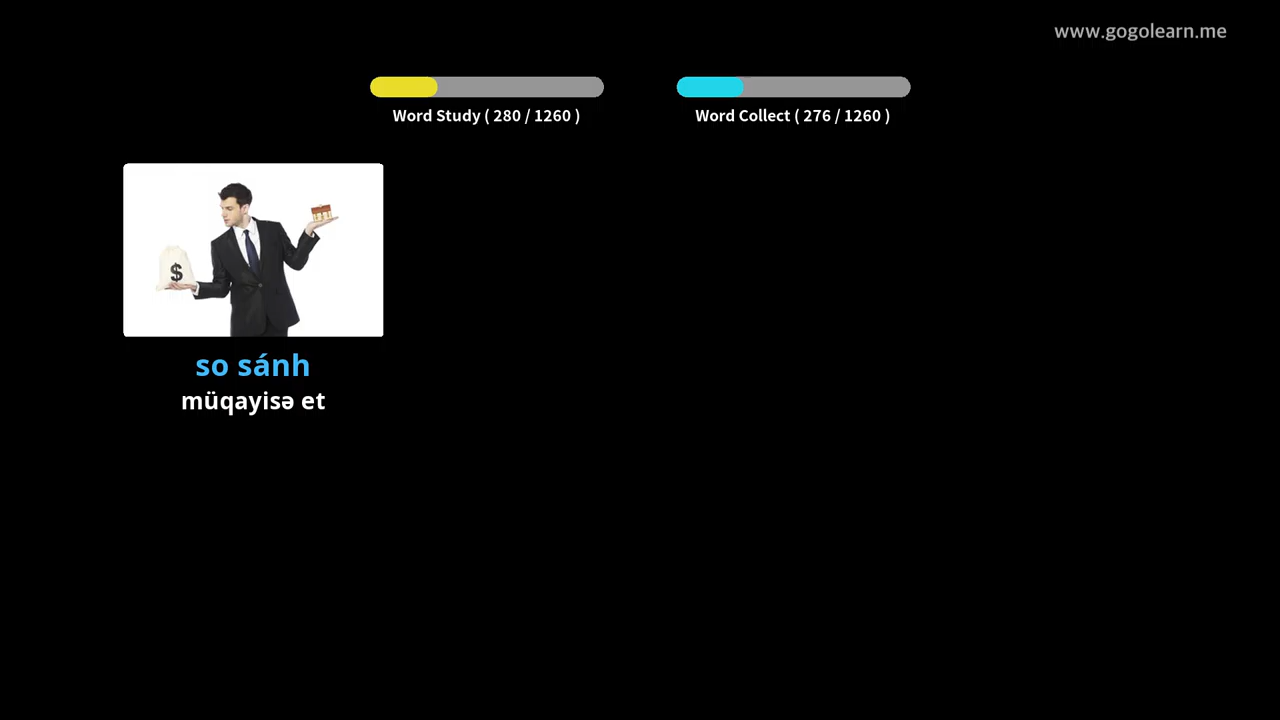 www.gogolearn.me
Word Study ( 280 / 1260 )
Word Collect ( 276 / 1260 )
$
so sánh
müqayisə et